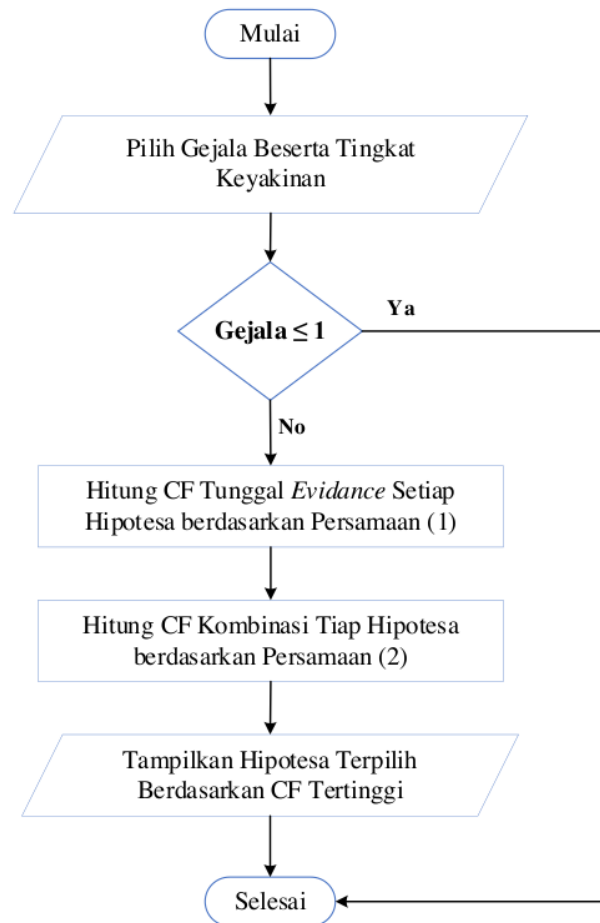 Mulai
Pilih Gejala Beserta Tingkat
Keyakinan
Gejala ≤ 1
Ya
No
Hitung CF Tunggal Evidance Setiap
Hipotesa berdasarkan Persamaan (1)
Hitung CF Kombinasi Tiap Hipotesa
berdasarkan Persamaan (2)
Tampilkan Hipotesa Terpilih
Berdasarkan CF Tertinggi
Selesai